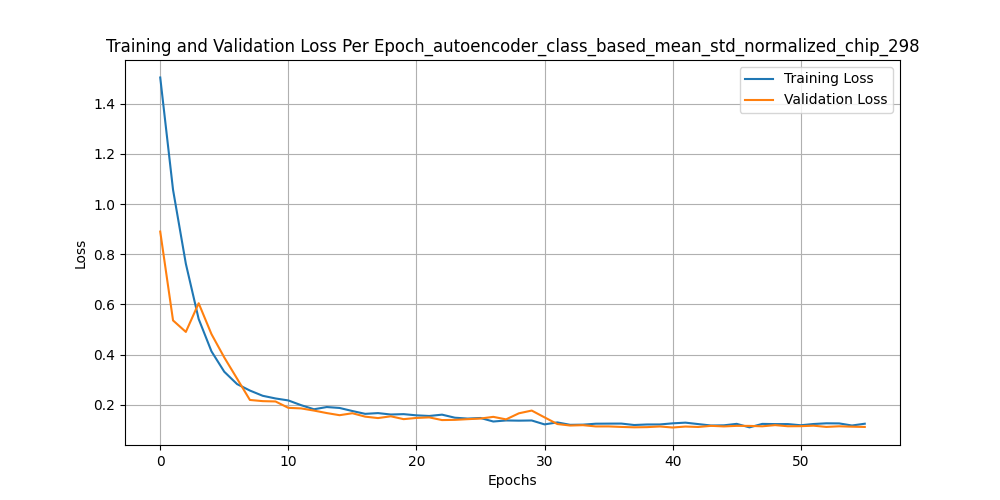 Training and Validation Loss Per Epoch_autoencoder_class_based_mean_std_normalized_chip_298
Training Loss
Validation Loss
1.4
1.2
1.0
0.8
0.6
0.4
0.2
Loss
0 10 20 30 40 50
Epochs